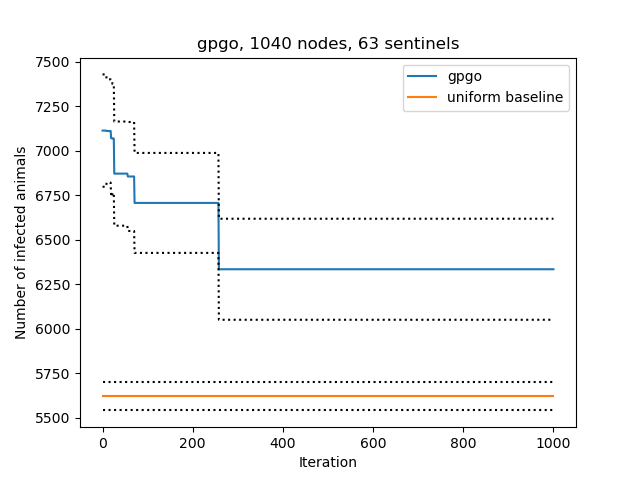 gpgo, 1040 nodes, 63 sentinels
gpgo
uniform baseline
Number of infected animals
7500
7250
7000
6750
6500
6250
6000
5750
5500
0 200 400 600 800 1000
Iteration